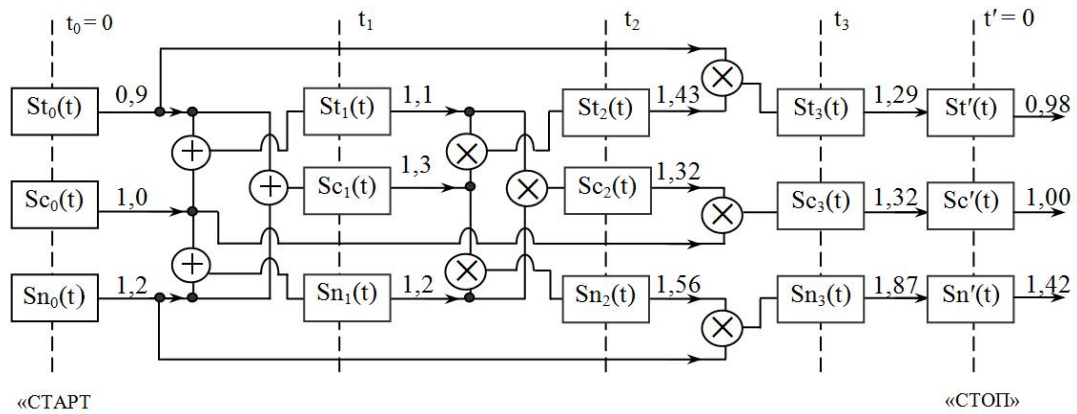 t₀ = 0 t₁ t₂ t₃ t′ = 0
St₀(t) 0,9 + St₁(t) 1,1 × St₂(t) 1,43 × St₃(t) 1,29 St′(t) 0,98
Sc₀(t) 1,0 + Sc₁(t) 1,3 × Sc₂(t) 1,32 × Sc₃(t) 1,32 Sc′(t) 1,00
Sn₀(t) 1,2 + Sn₁(t) 1,2 × Sn₂(t) 1,56 × Sn₃(t) 1,87 Sn′(t) 1,42
«СТАРТ «СТОП»